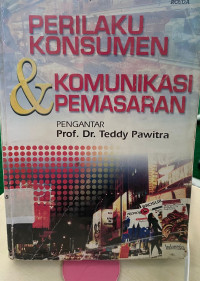 PERILAKU
KONSUMEN
& KOMUNIKASI
PEMASARAN
PENGANTAR
Prof. Dr. Teddy Pawitra